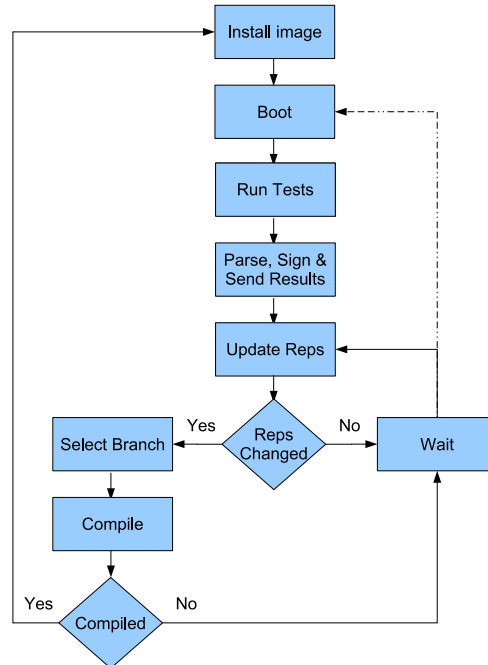 Install image
Boot
Run Tests
Parse, Sign &
Send Results
Update Reps
Yes
Reps
Changed
No
Select Branch
Wait
Compile
Yes
Compiled
No